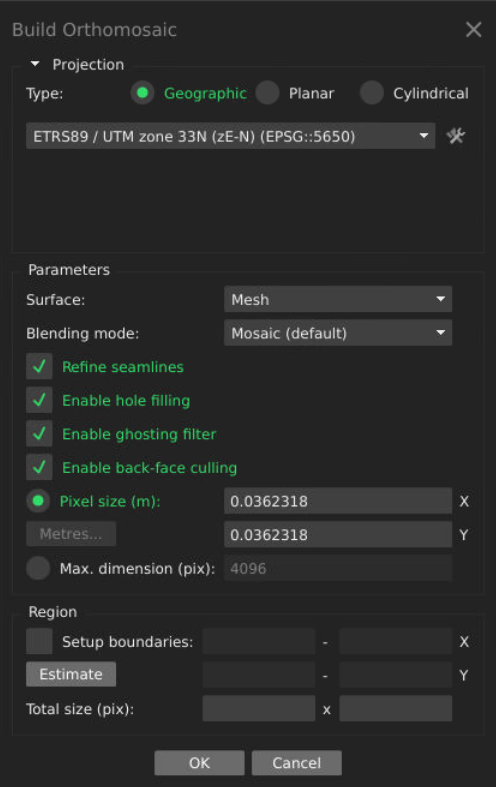 Build Orthomosaic
Projection
Type: Geographic Planar Cylindrical
ETRS89 / UTM zone 33N (zE-N) (EPSG::5650)
Parameters
Surface: Mesh
Blending mode: Mosaic (default)
Refine seamlines
Enable hole filling
Enable ghosting filter
Enable back-face culling
Pixel size (m): 0.0362318 X
Metres... 0.0362318 Y
Max. dimension (pix): 4096
Region
Setup boundaries: - X
Estimate - Y
Total size (pix): x
OK Cancel